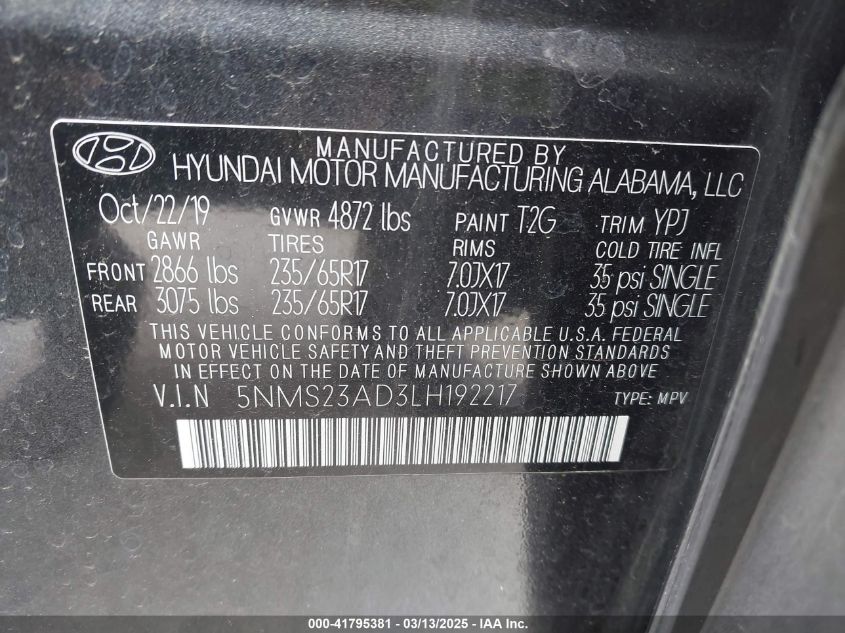 MANUFACTURED BY
HYUNDAI MOTOR MANUFACTURING ALABAMA, LLC
Oct/22/19 GVWR 4872 lbs PAINT T2G TRIM YPJ
GAWR TIRES RIMS COLD TIRE INFL
FRONT 2866 lbs 235/65R17 7.0JX17 35 psi SINGLE
REAR 3075 lbs 235/65R17 7.0JX17 35 psi SINGLE
THIS VEHICLE CONFORMS TO ALL APPLICABLE U.S.A. FEDERAL
MOTOR VEHICLE SAFETY AND THEFT PREVENTION STANDARDS
IN EFFECT ON THE DATE OF MANUFACTURE SHOWN ABOVE.
V.I.N 5NMS23AD3LH192217 TYPE: MPV
000-41795381 - 03/13/2025 - IAAI.COM